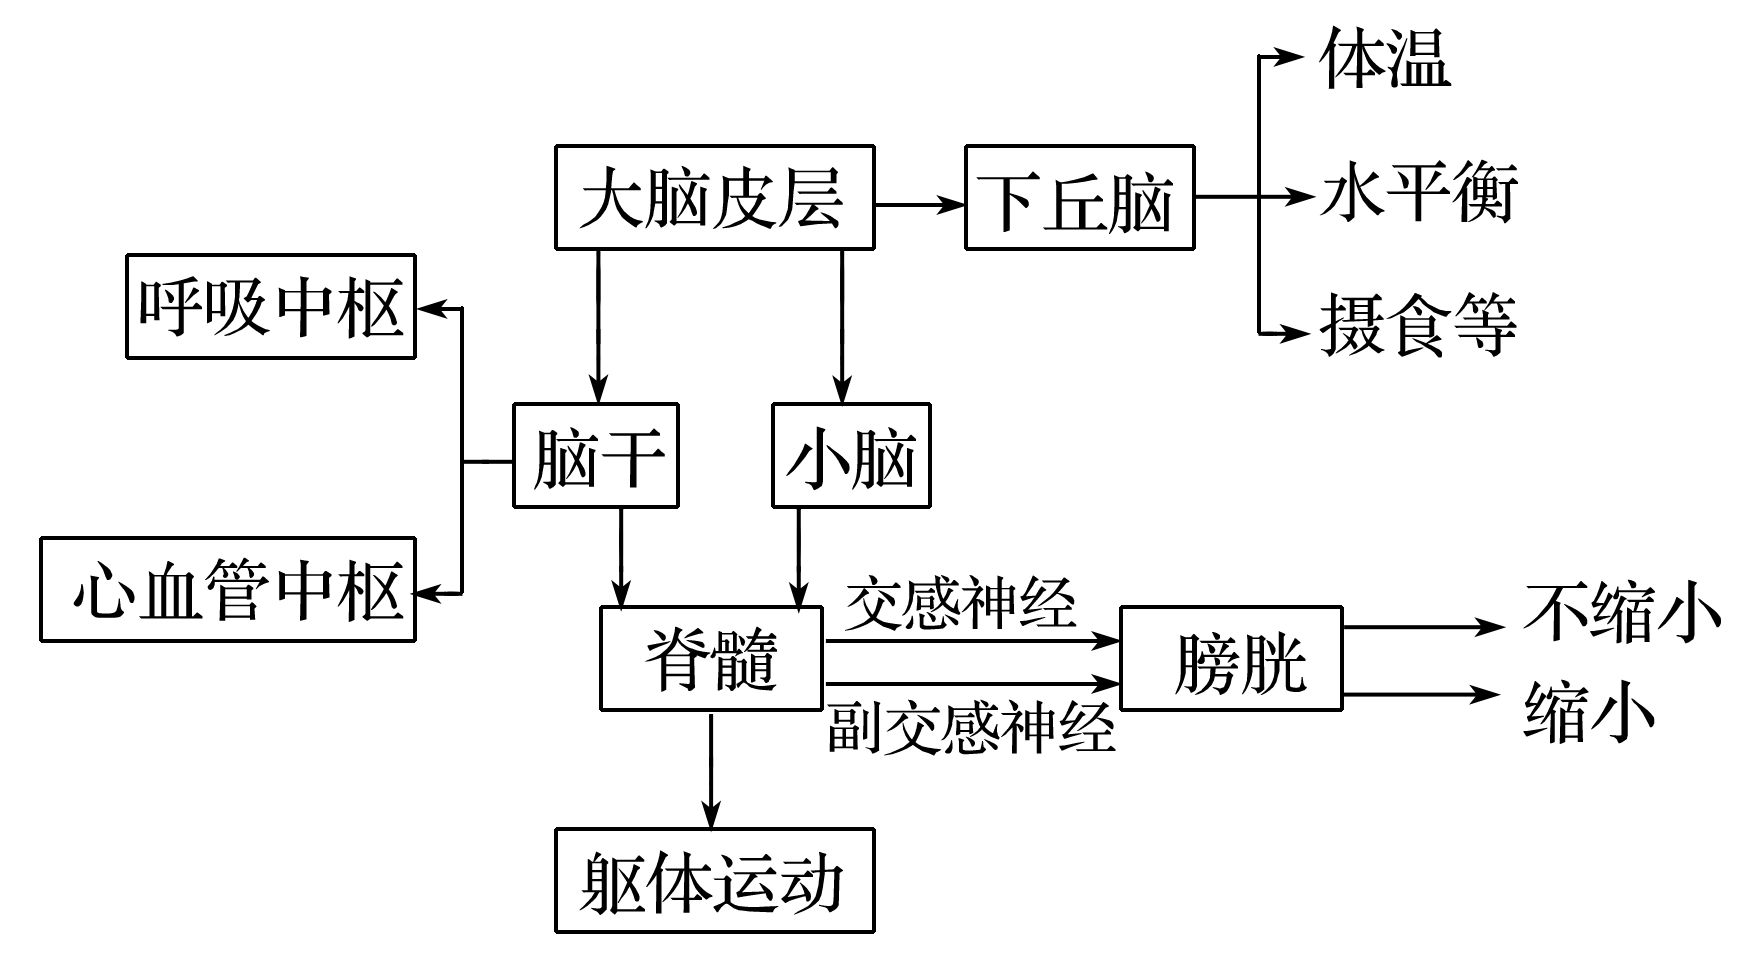 体温
大脑皮层
下丘脑
水平衡
呼吸中枢
摄食等
脑干
小脑
心血管中枢
交感神经
不缩小
脊髓
膀胱
副交感神经
缩小
躯体运动